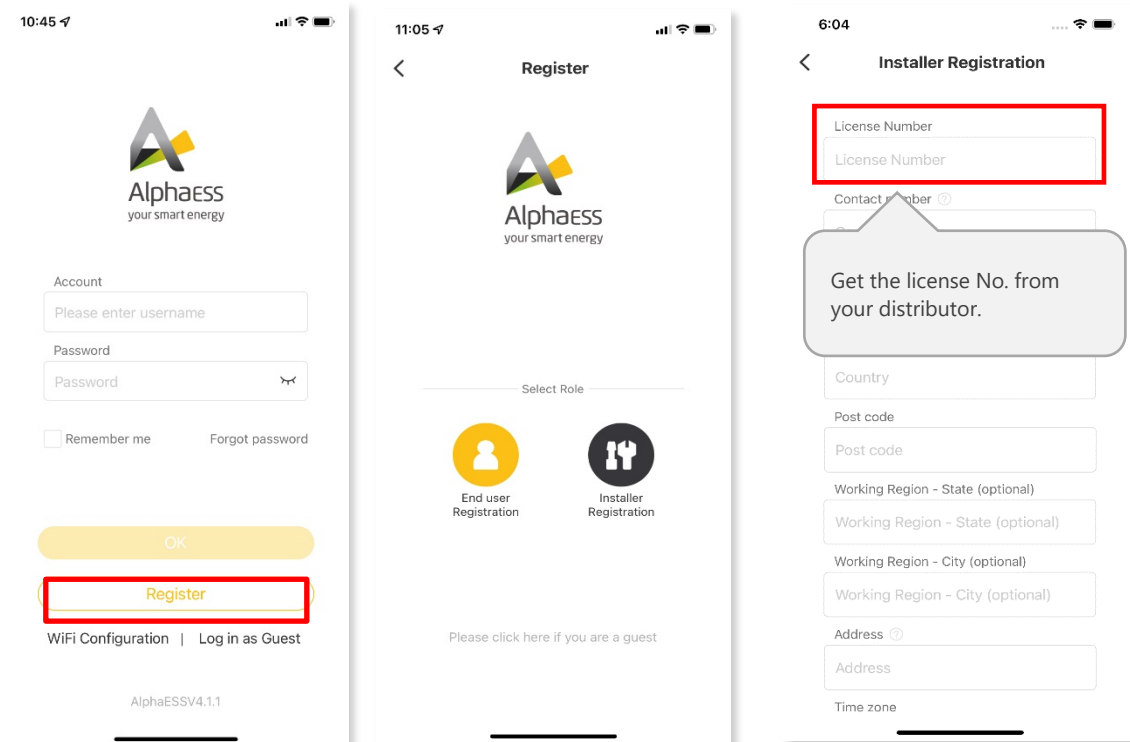 10:45
Alphaess
your smart energy
Account
Please enter username
Password
Password
Remember me Forgot password
OK
Register
WiFi Configuration | Log in as Guest
AlphaESSV4.1.1
11:05
Register
Alphaess
your smart energy
Select Role
End user
Registration
Installer
Registration
Please click here if you are a guest
6:04
Installer Registration
License Number
License Number
Contact number
Get the license No. from
your distributor.
Country
Post code
Post code
Working Region - State (optional)
Working Region - State (optional)
Working Region - City (optional)
Working Region - City (optional)
Address
Address
Time zone